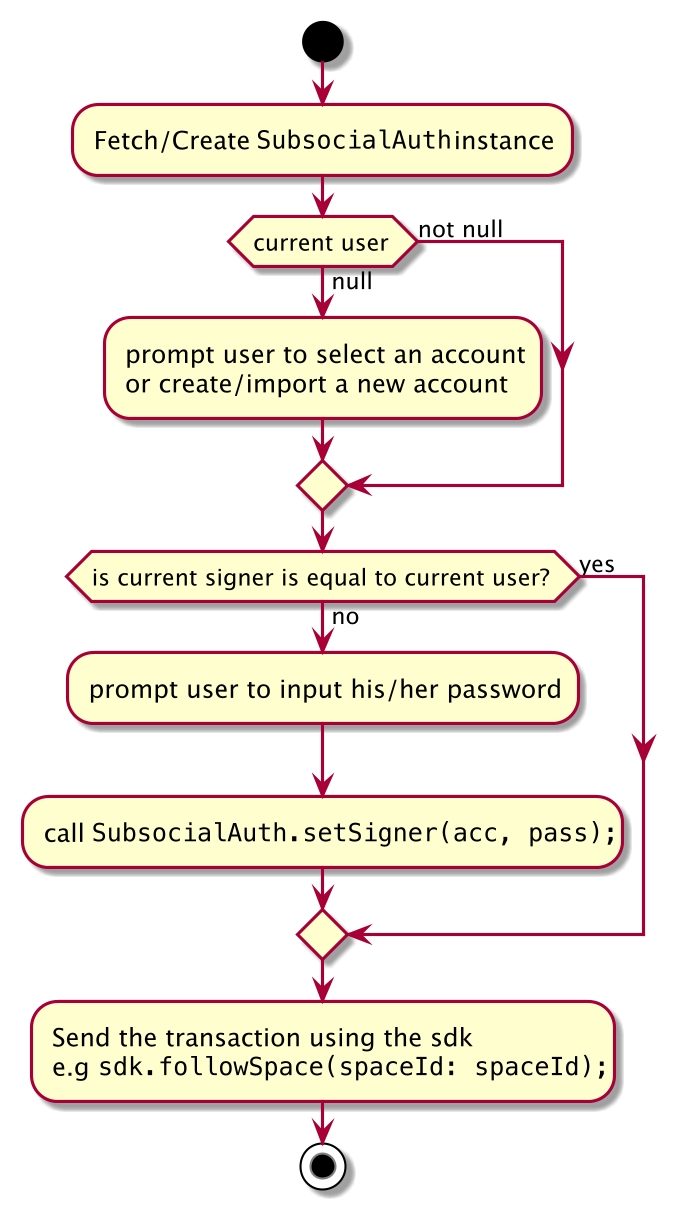 Fetch/Create SubsocialAuth instance
current user
not null
null
prompt user to select an account
or create/import a new account
is current signer is equal to current user?
yes
no
prompt user to input his/her password
call SubsocialAuth.setSigner(acc, pass);
Send the transaction using the sdk
e.g sdk.followSpace(spaceId: spaceId);